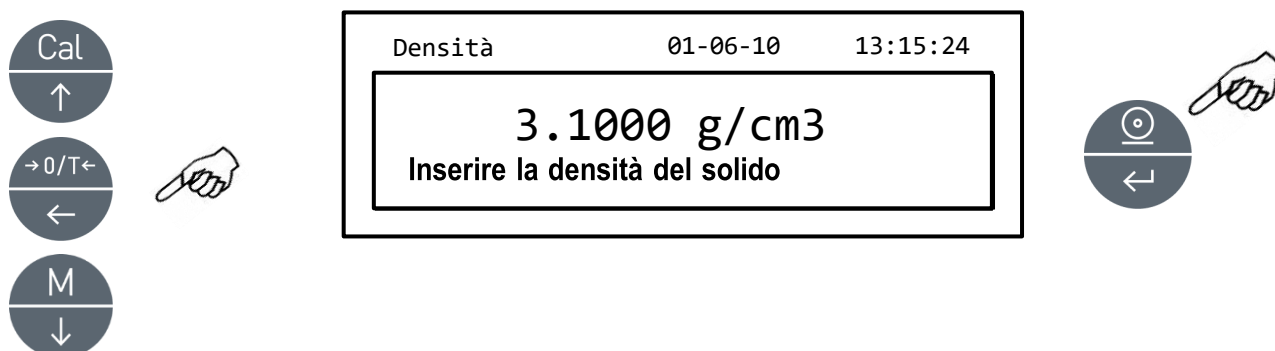 Cal
↑
→0/T←
←
M
↓
Densità 01-06-10 13:15:24
3.1000 g/cm3
Inserire la densità del solido